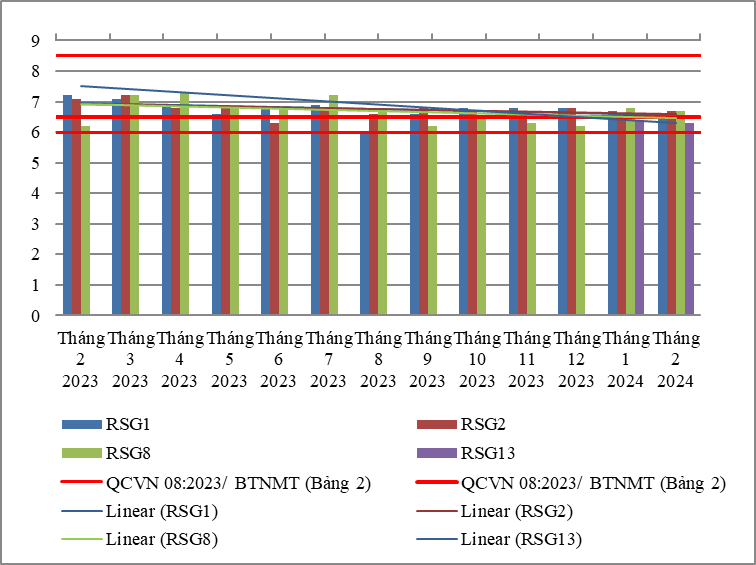 9
8
7
6
5
4
3
2
1
0
Tháng Tháng Tháng Tháng Tháng Tháng Tháng Tháng Tháng Tháng Tháng Tháng Tháng
2 3 4 5 6 7 8 9 10 11 12 1 2
2023 2023 2023 2023 2023 2023 2023 2023 2023 2023 2023 2024 2024
RSG1 RSG2
RSG8 RSG13
QCVN 08:2023/ BTNMT (Bảng 2) QCVN 08:2023/ BTNMT (Bảng 2)
Linear (RSG1) Linear (RSG2)
Linear (RSG8) Linear (RSG13)